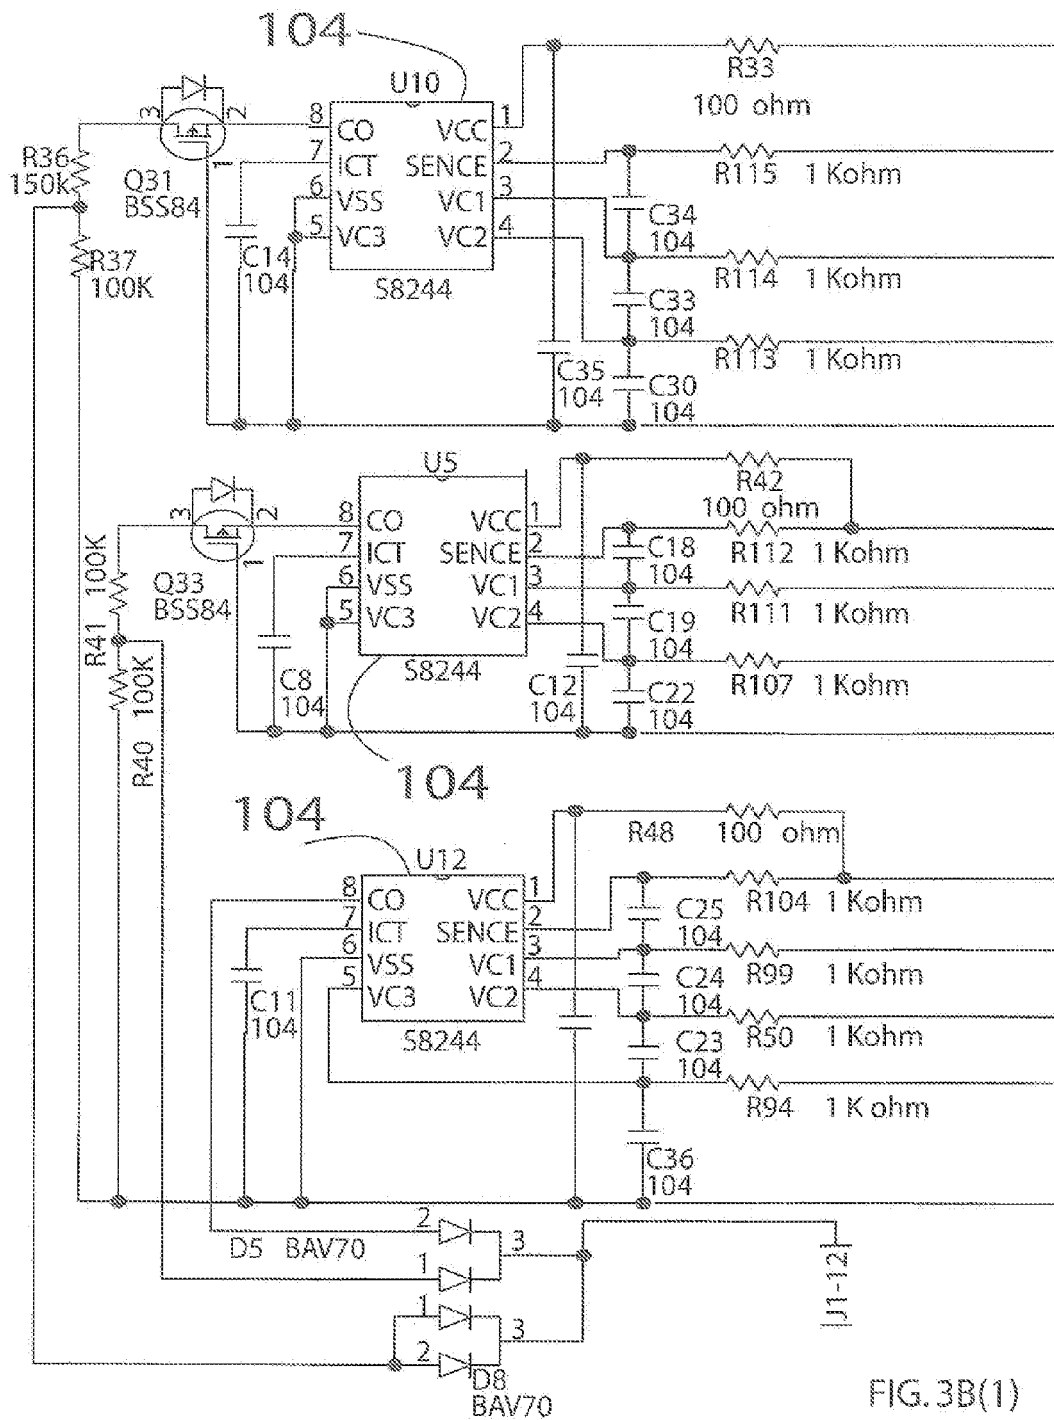 104
U10
R33
100 ohm
3
2
1
8
CO
7
ICT
6
VSS
5
VC3
VCC
1
SENCE
2
VC1
3
VC2
4
S8244
R36
150k
R37
100K
Q31
BSS84
C14
104
R115 1 Kohm
C34
104
R114 1 Kohm
C33
104
R113 1 Kohm
C35
104
C30
104
U5
R42
100 ohm
3
2
1
8
CO
7
ICT
6
VSS
5
VC3
VCC
1
SENCE
2
VC1
3
VC2
4
S8244
R41 100K
R40 100K
Q33
BSS84
C8
104
C12
104
C18
104
R112 1 Kohm
R111 1 Kohm
C19
104
R107 1 Kohm
C22
104
104
104
U12
R48 100 ohm
8
CO
7
ICT
6
VSS
5
VC3
VCC
1
SENCE
2
VC1
3
VC2
4
S8244
C11
104
R104 1 Kohm
C25
104
R99 1 Kohm
C24
104
R50 1 Kohm
C23
104
R94 1 K ohm
C36
104
2
D5 BAV70
3
1
1
3
2
D8
BAV70
J1-12
FIG. 3B(1)